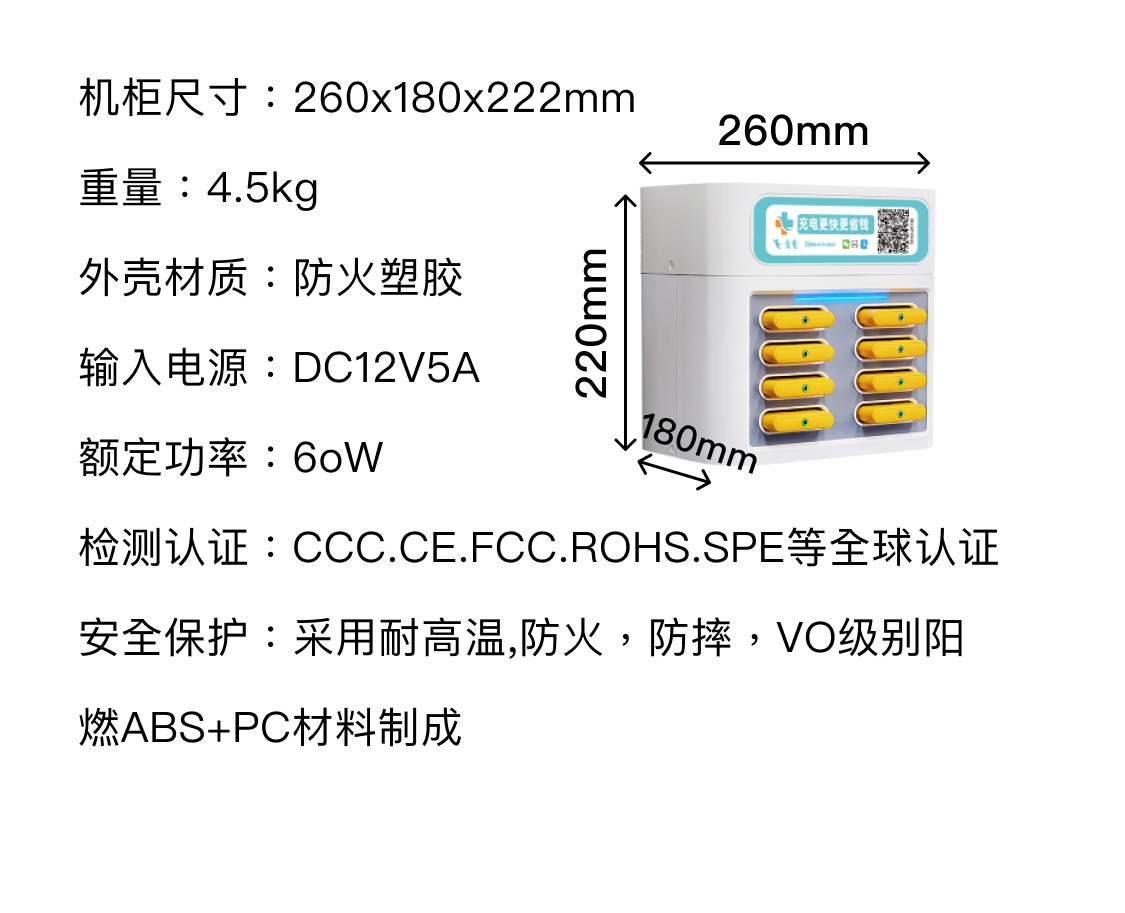 机柜尺寸：260x180x222mm
260mm
重量：4.5kg
充电更快更省钱
220mm
外壳材质：防火塑胶
输入电源：DC12V5A
180mm
额定功率：6oW
检测认证：CCC.CE.FCC.ROHS.SPE等全球认证
安全保护：采用耐高温,防火，防摔，VO级别阳
燃ABS+PC材料制成